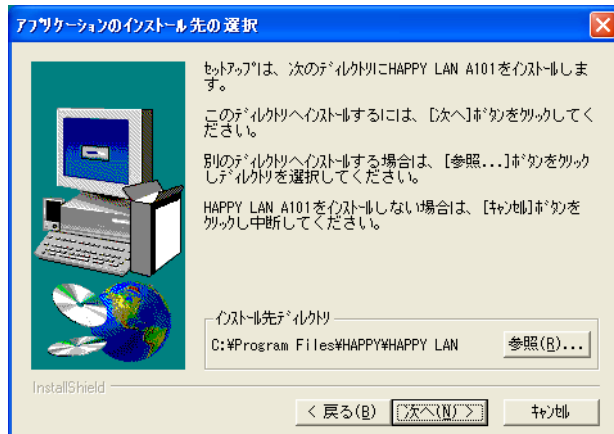 アプリケーションのインストール先の選択
セットアップは、次のディレクトリにHAPPY LAN A101をインストールしま
す。
このディレクトリへインストールするには、[次へ]ボタンをクリックしてく
ださい。
別のディレクトリへインストールする場合は、[参照...]ボタンをクリック
しディレクトリを選択してください。
HAPPY LAN A101をインストールしない場合は、[キャンセル]ボタンを
クリックし中断してください。
インストール先ディレクトリ
C:¥Program Files¥HAPPY¥HAPPY LAN
参照(R)...
InstallShield
< 戻る(B)
次へ(N) >
キャンセル